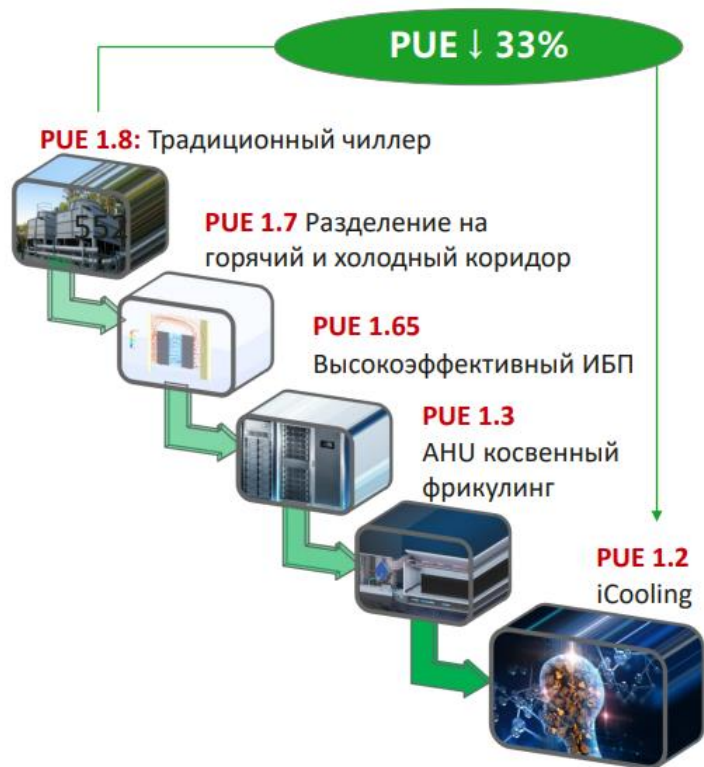 PUE ↓ 33%
PUE 1.8: Традиционный чиллер
PUE 1.7 Разделение на
горячий и холодный коридор
PUE 1.65
Высокоэффективный ИБП
PUE 1.3
AHU косвенный
фрикулинг
PUE 1.2
iCooling